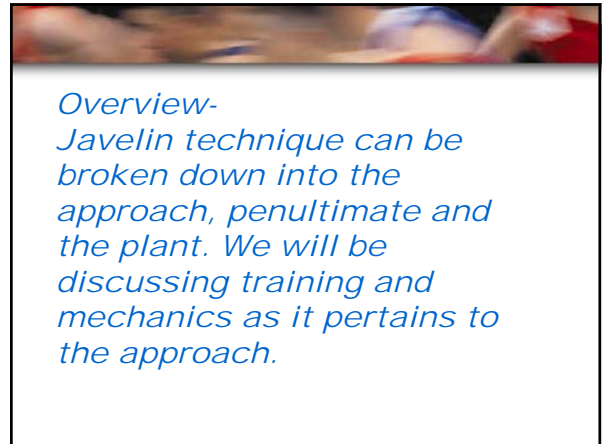 Overview-
Javelin technique can be
broken down into the
approach, penultimate and
the plant. We will be
discussing training and
mechanics as it pertains to
the approach.